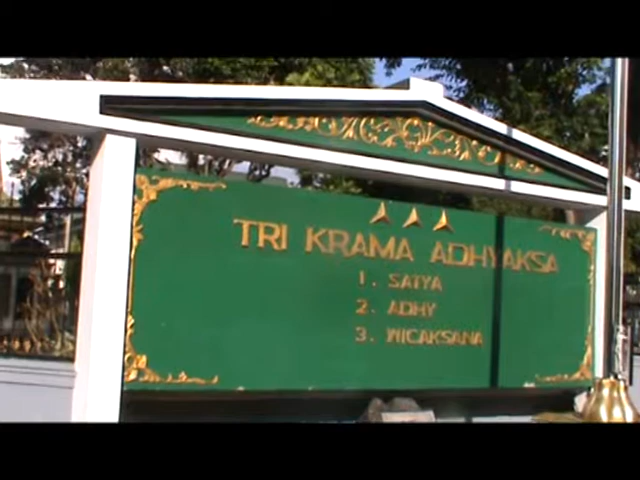 TRI KRAMA ADHYAKSA
1. SATYA
2. ADHY
3. WICAKSANA